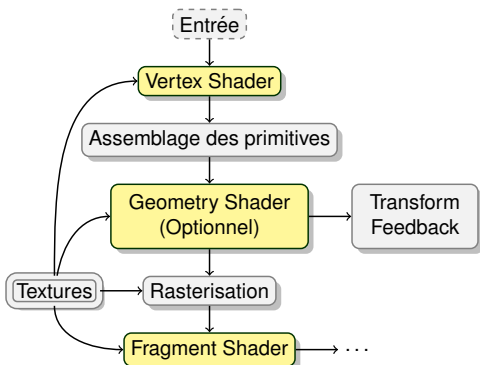 Entrée
Vertex Shader
Assemblage des primitives
Geometry Shader
(Optionnel)
Transform
Feedback
Textures
Rasterisation
Fragment Shader
...